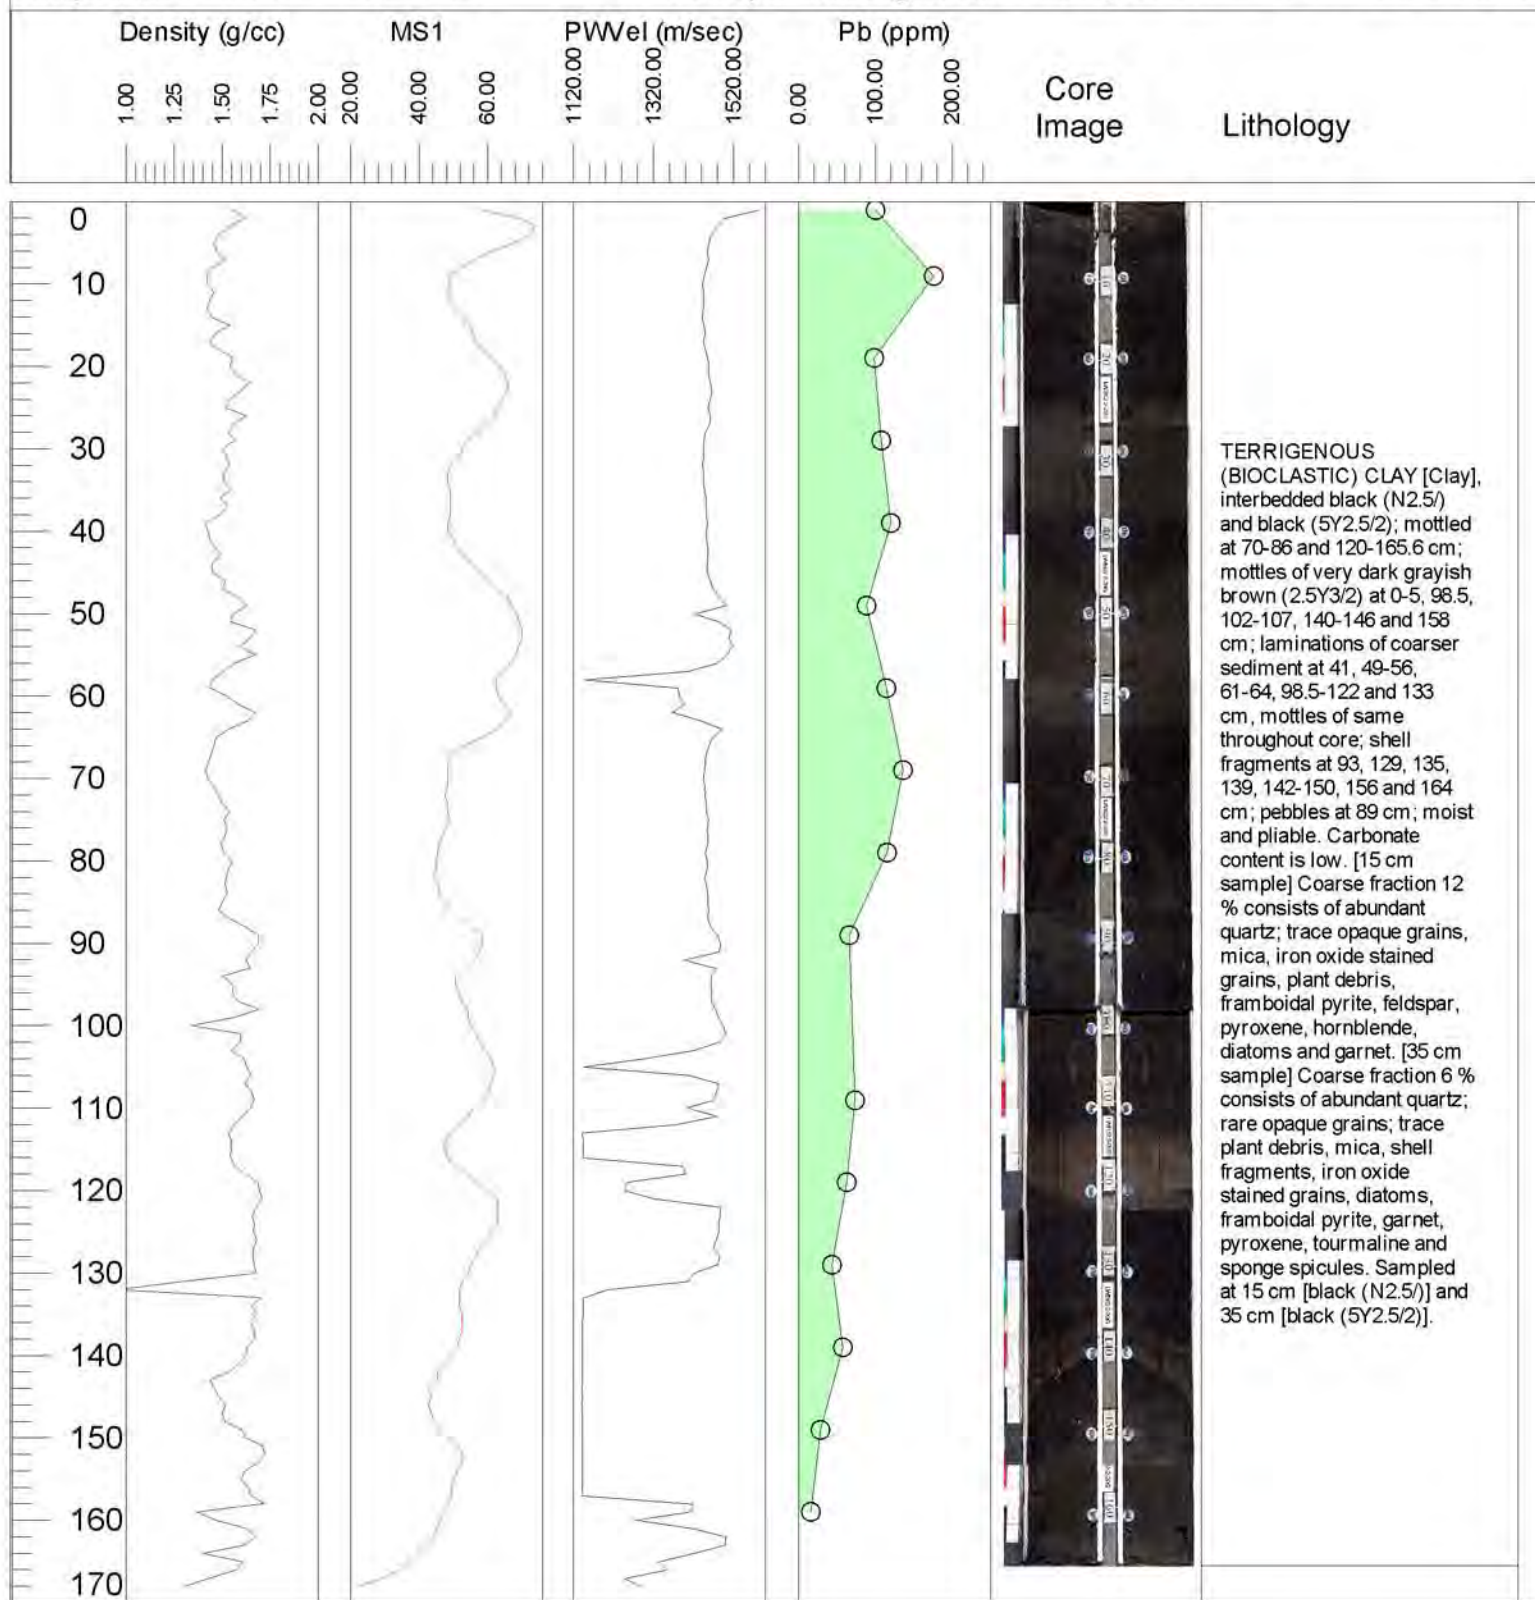 Density (g/cc) MS1 PWVel (m/sec) Pb (ppm)
1.00 1.25 1.50 1.75 2.00 20.00 40.00 60.00 1120.00 1320.00 1520.00 0.00 100.00 200.00
Core
Image
Lithology
0
10
20
30
40
50
60
70
80
90
100
110
120
130
140
150
160
170
TERRIGENOUS
(BIOCLASTIC) CLAY [Clay],
interbedded black (N2.5/)
and black (5Y2.5/2); mottled
at 70-86 and 120-165.6 cm;
mottles of very dark grayish
brown (2.5Y3/2) at 0-5, 98.5,
102-107, 140-146 and 158
cm; laminations of coarser
sediment at 41, 49-56,
61-64, 98.5-122 and 133
cm, mottles of same
throughout core; shell
fragments at 93, 129, 135,
139, 142-150, 156 and 164
cm; pebbles at 89 cm; moist
and pliable. Carbonate
content is low. [15 cm
sample] Coarse fraction 12
% consists of abundant
quartz; trace opaque grains,
mica, iron oxide stained
grains, plant debris,
framboidal pyrite, feldspar,
pyroxene, hornblende,
diatoms and garnet. [35 cm
sample] Coarse fraction 6 %
consists of abundant quartz;
rare opaque grains; trace
plant debris, mica, shell
fragments, iron oxide
stained grains, diatoms,
framboidal pyrite, garnet,
pyroxene, tourmaline and
sponge spicules. Sampled
at 15 cm [black (N2.5/)] and
35 cm [black (5Y2.5/2)].